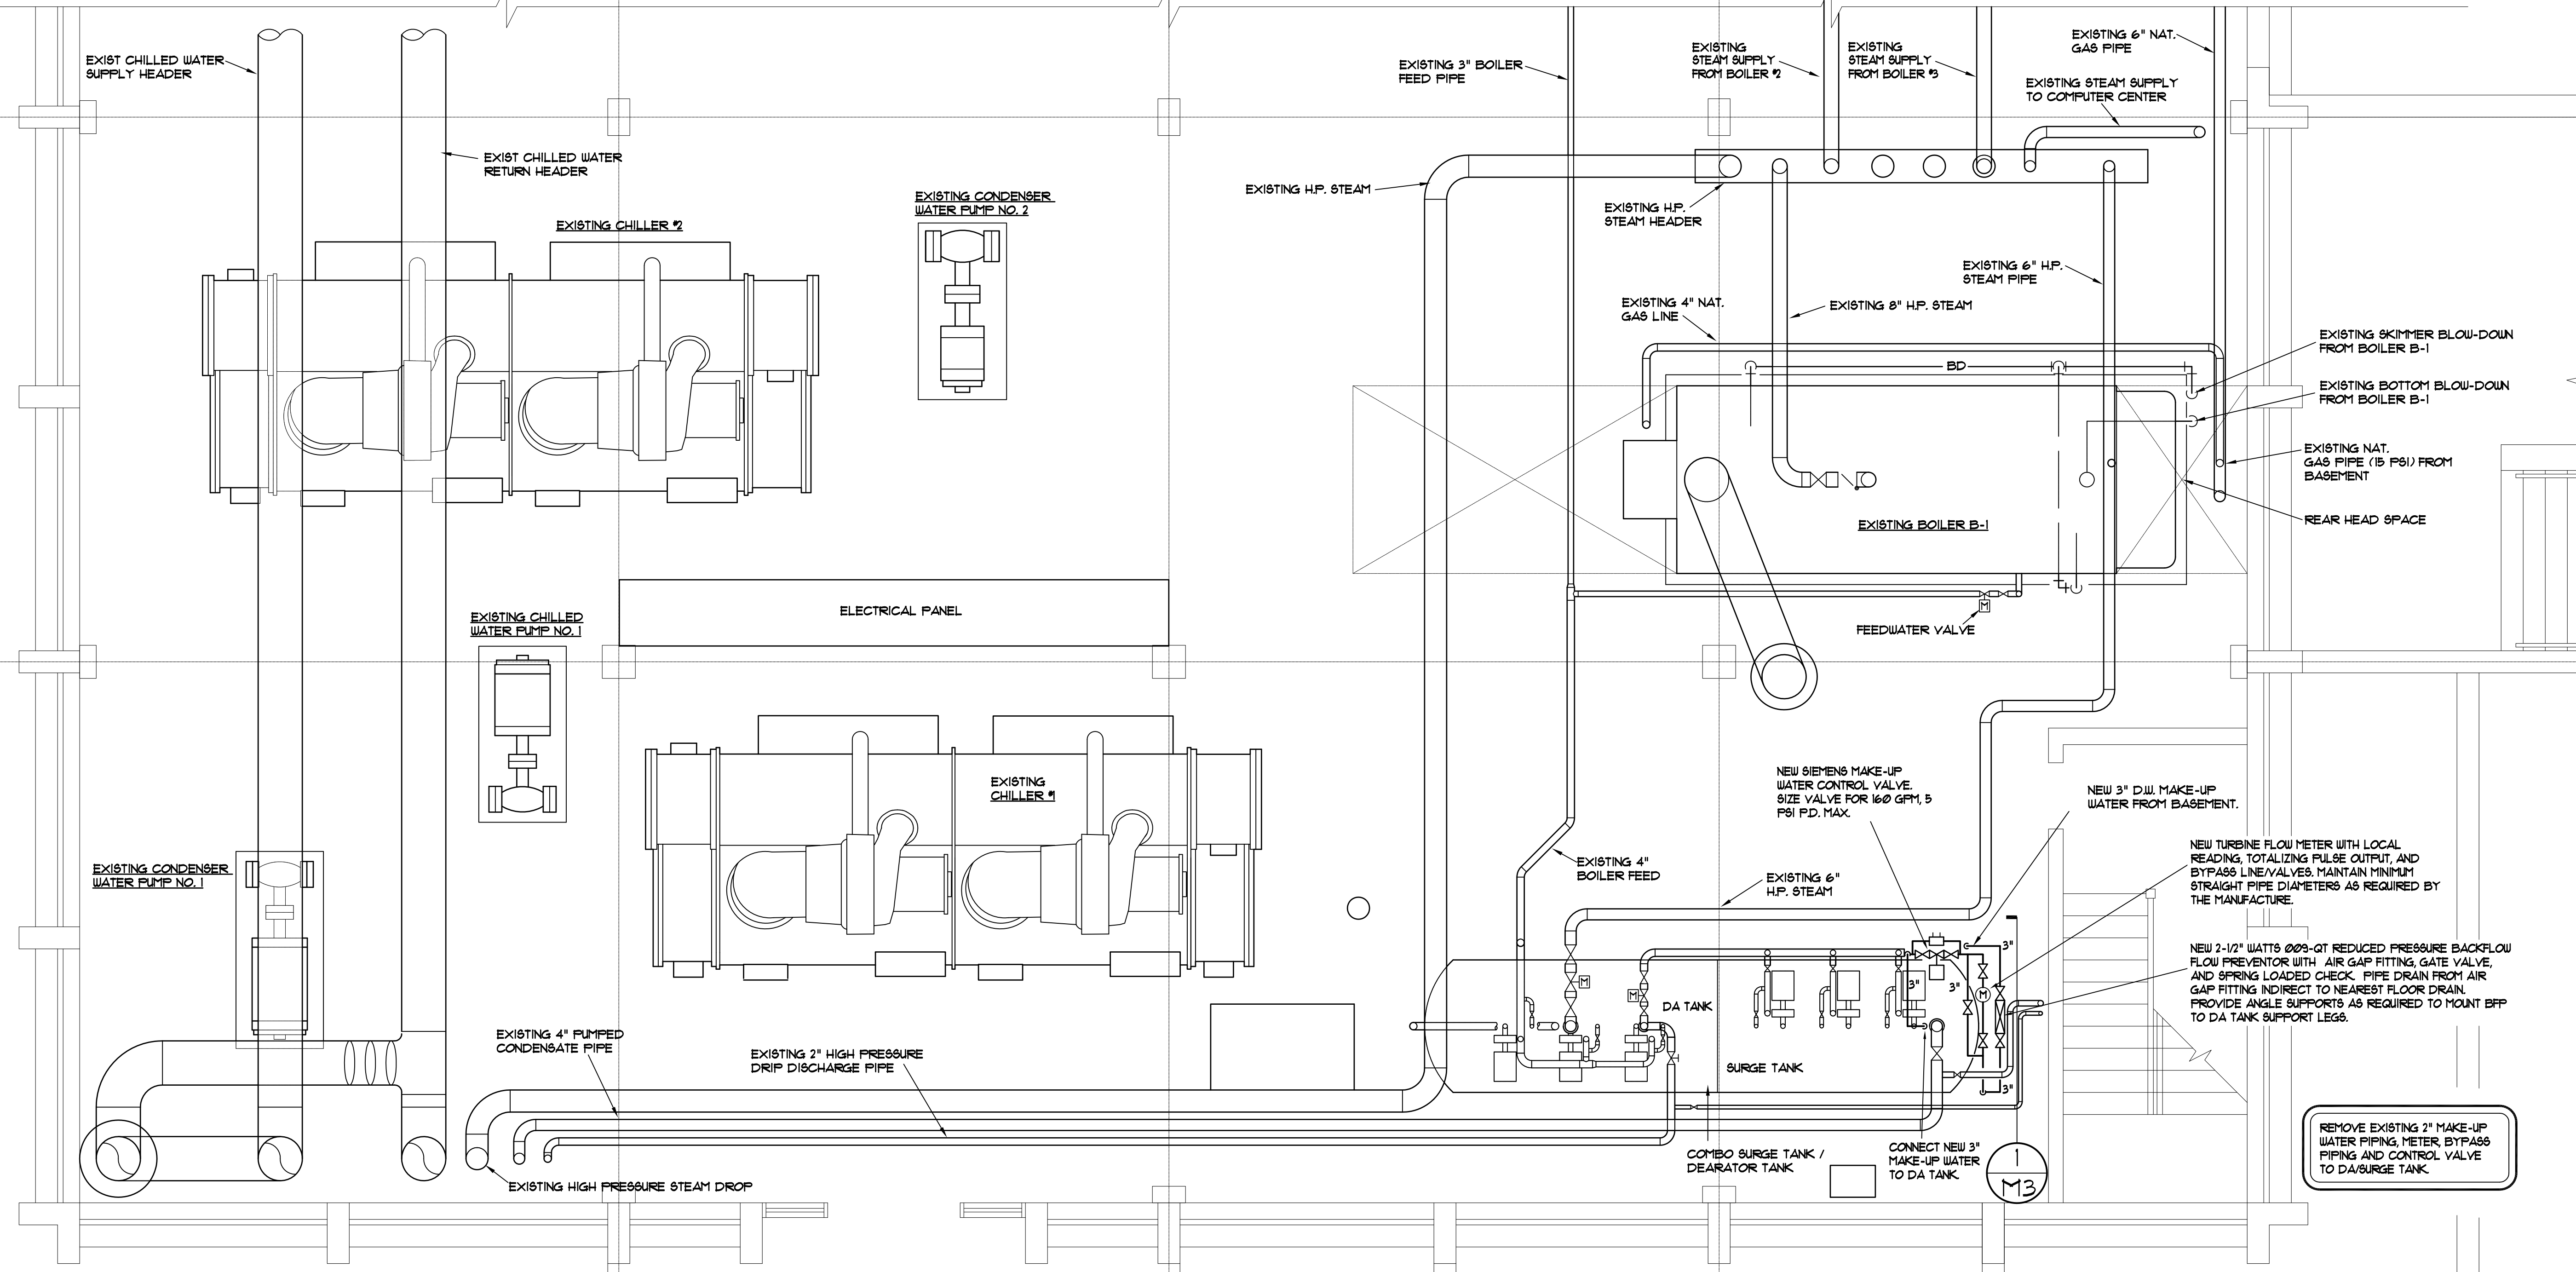 EXIST CHILLED WATER
SUPPLY HEADER
EXIST CHILLED WATER
RETURN HEADER
EXISTING CHILLER #2
EXISTING CONDENSER
WATER PUMP NO. 2
EXISTING 3" BOILER
FEED PIPE
EXISTING H.P. STEAM
EXISTING
STEAM SUPPLY
FROM BOILER #2
EXISTING
STEAM SUPPLY
FROM BOILER #3
EXISTING 6" NAT.
GAS PIPE
EXISTING STEAM SUPPLY
TO COMPUTER CENTER
EXISTING H.P.
STEAM HEADER
EXISTING 6" H.P.
STEAM PIPE
EXISTING 4" NAT.
GAS LINE
EXISTING 8" H.P. STEAM
BD
EXISTING SKIMMER BLOW-DOWN
FROM BOILER B-1
EXISTING BOTTOM BLOW-DOWN
FROM BOILER B-1
EXISTING NAT.
GAS PIPE (15 PSI) FROM
BASEMENT
REAR HEAD SPACE
EXISTING BOILER B-1
M
FEEDWATER VALVE
ELECTRICAL PANEL
EXISTING CHILLED
WATER PUMP NO. 1
EXISTING
CHILLER #1
EXISTING CONDENSER
WATER PUMP NO. 1
NEW SIEMENS MAKE-UP
WATER CONTROL VALVE.
SIZE VALVE FOR 160 GPM, 5
PSI P.D. MAX.
NEW 3" D.W. MAKE-UP
WATER FROM BASEMENT.
EXISTING 4"
BOILER FEED
EXISTING 6"
H.P. STEAM
NEW TURBINE FLOW METER WITH LOCAL
READING, TOTALIZING PULSE OUTPUT, AND
BYPASS LINE/VALVES. MAINTAIN MINIMUM
STRAIGHT PIPE DIAMETERS AS REQUIRED BY
THE MANUFACTURE.
NEW 2-1/2" WATTS 009-QT REDUCED PRESSURE BACKFLOW
FLOW PREVENTOR WITH AIR GAP FITTING, GATE VALVE,
AND SPRING LOADED CHECK. PIPE DRAIN FROM AIR
GAP FITTING INDIRECT TO NEAREST FLOOR DRAIN.
PROVIDE ANGLE SUPPORTS AS REQUIRED TO MOUNT BFP
TO DA TANK SUPPORT LEGS.
3"
3"
3"
M
M
M
DA TANK
SURGE TANK
3"
EXISTING 4" PUMPED
CONDENSATE PIPE
EXISTING 2" HIGH PRESSURE
DRIP DISCHARGE PIPE
EXISTING HIGH PRESSURE STEAM DROP
COMBO SURGE TANK /
DEARATOR TANK
CONNECT NEW 3"
MAKE-UP WATER
TO DA TANK
1
M3
REMOVE EXISTING 2" MAKE-UP
WATER PIPING, METER, BYPASS
PIPING AND CONTROL VALVE
TO DA/SURGE TANK.